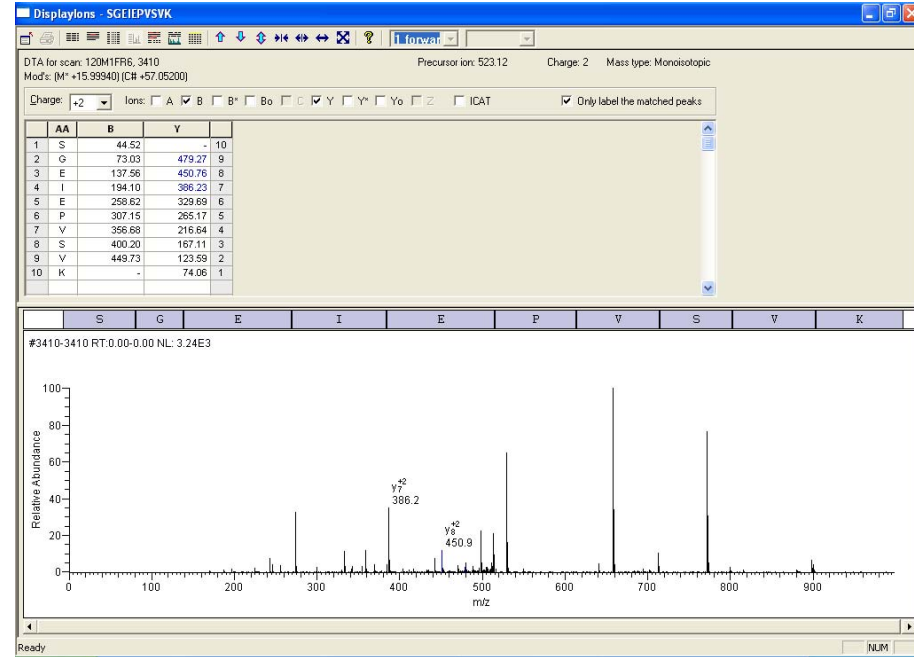 DisplayIons - SGEIEPVSVK
1 forwar
DTA for scan: 120M1FR6, 3410 Precursor ion: 523.12 Charge: 2 Mass type: Monoisotopic
Mod's: (M* +15.99940) (C# +57.05200)
Charge: +2 Ions: A B B* Bo C Y Y* Yo Z ICAT Only label the matched peaks
AA B Y
1 S 44.52 - 10
2 G 73.03 479.27 9
3 E 137.56 450.76 8
4 I 194.10 386.23 7
5 E 258.62 329.69 6
6 P 307.15 265.17 5
7 V 356.68 216.64 4
8 S 400.20 167.11 3
9 V 449.73 123.59 2
10 K - 74.06 1
S G E I E P V S V K
#3410-3410 RT:0.00-0.00 NL: 3.24E3
100
80
60
40
20
0
Relative Abundance
y7+2
386.2
y8+2
450.9
0 100 200 300 400 500 600 700 800 900
m/z
Ready NUM